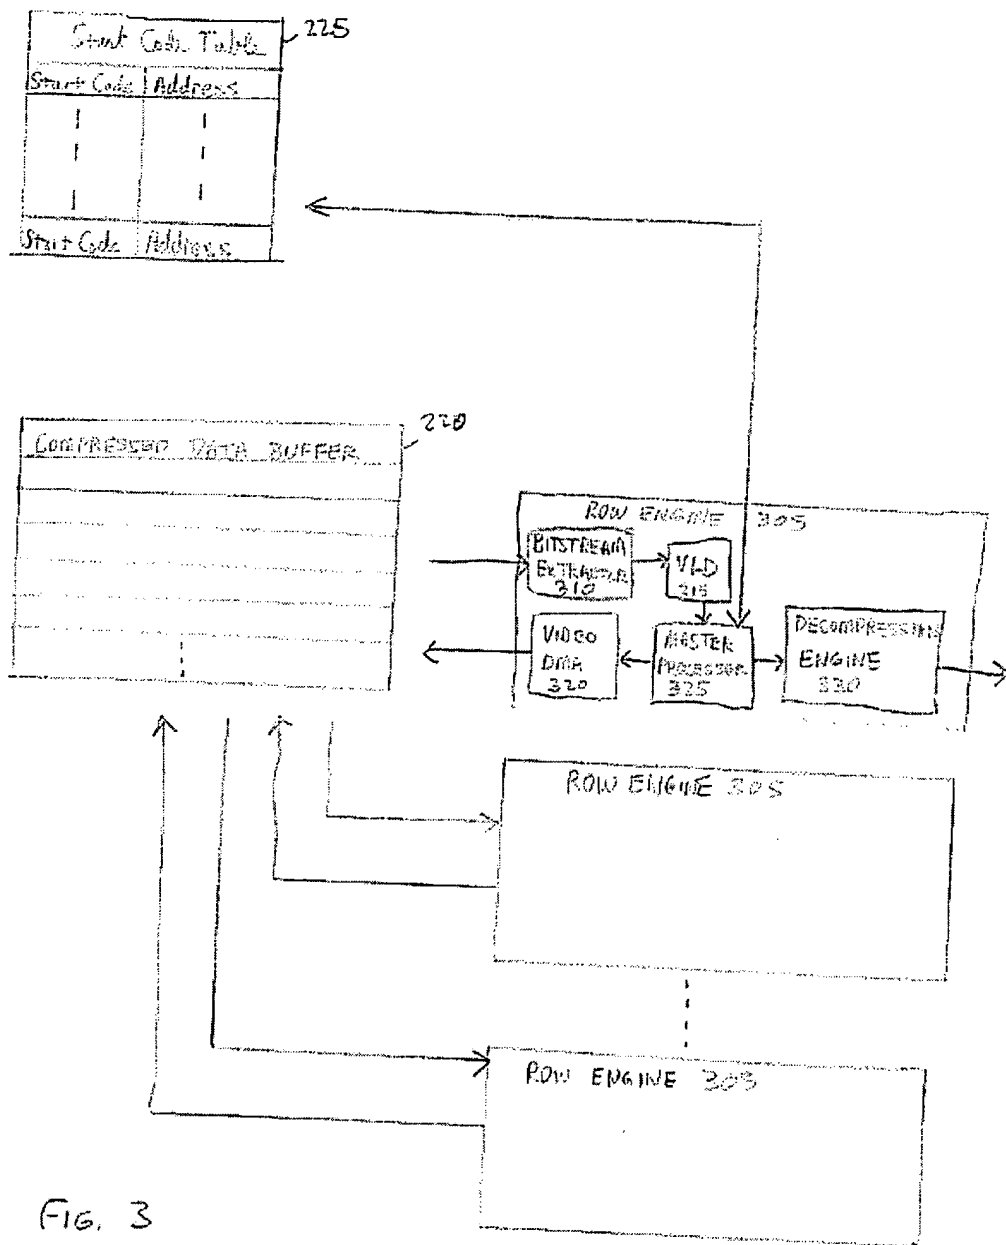 225
Start Code Table
Start Code Address
Start Code Address
220
COMPRESSED DATA BUFFER
ROW ENGINE 305
BITSTREAM
EXTRACTOR
310
VLD
315
VIDEO
DMA
320
MASTER
PROCESSOR
325
DECOMPRESSION
ENGINE
330
ROW ENGINE 305
ROW ENGINE 305
FIG. 3